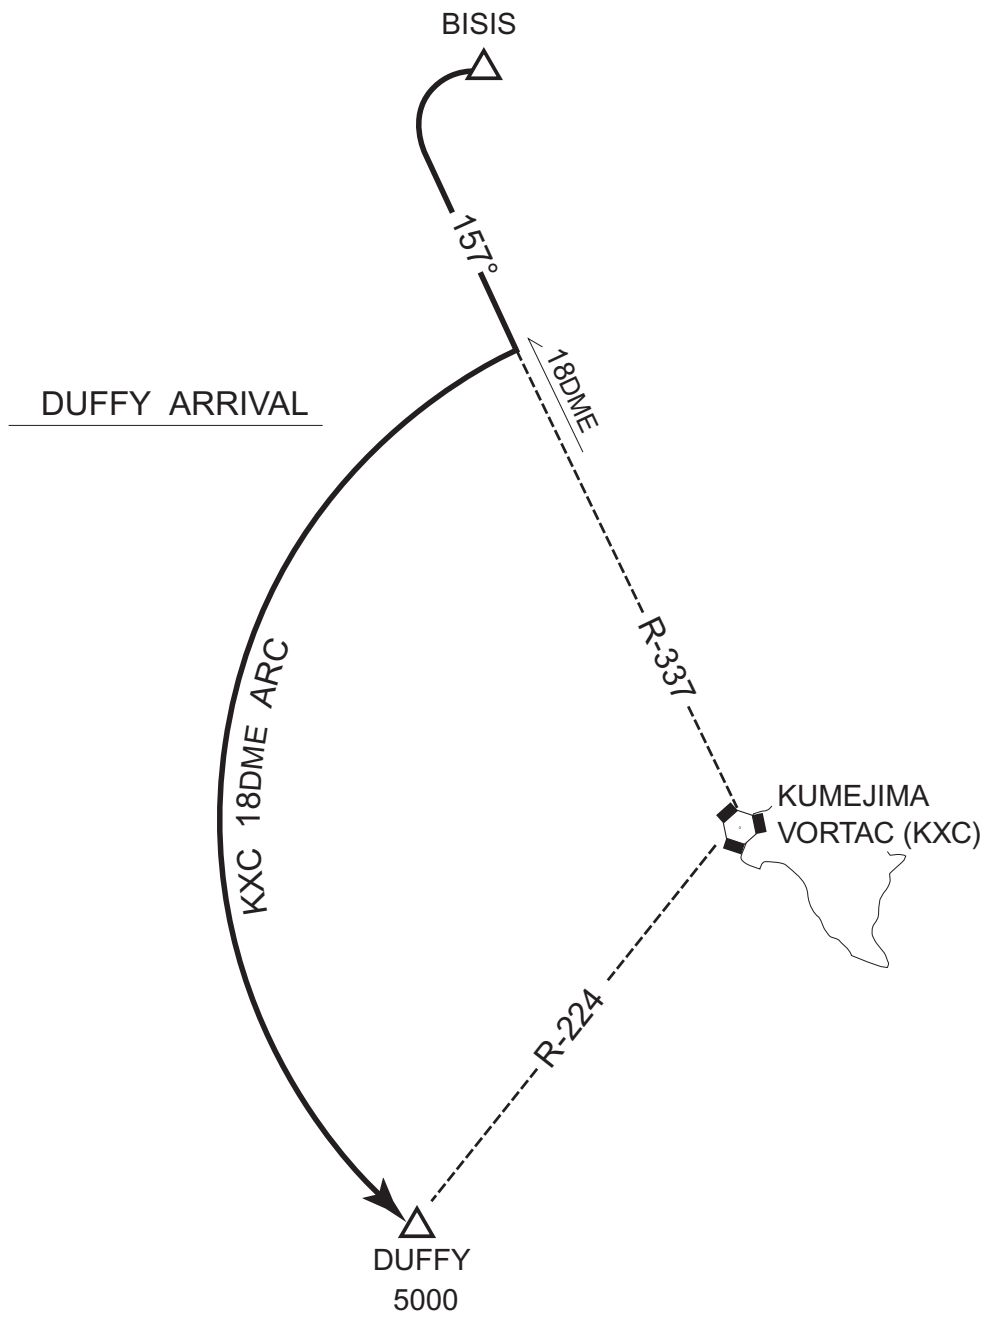 BISIS
157°
18DME
DUFFY ARRIVAL
R-337
KXC 18DME ARC
KUMEJIMA
VORTAC (KXC)
R-224
DUFFY
5000